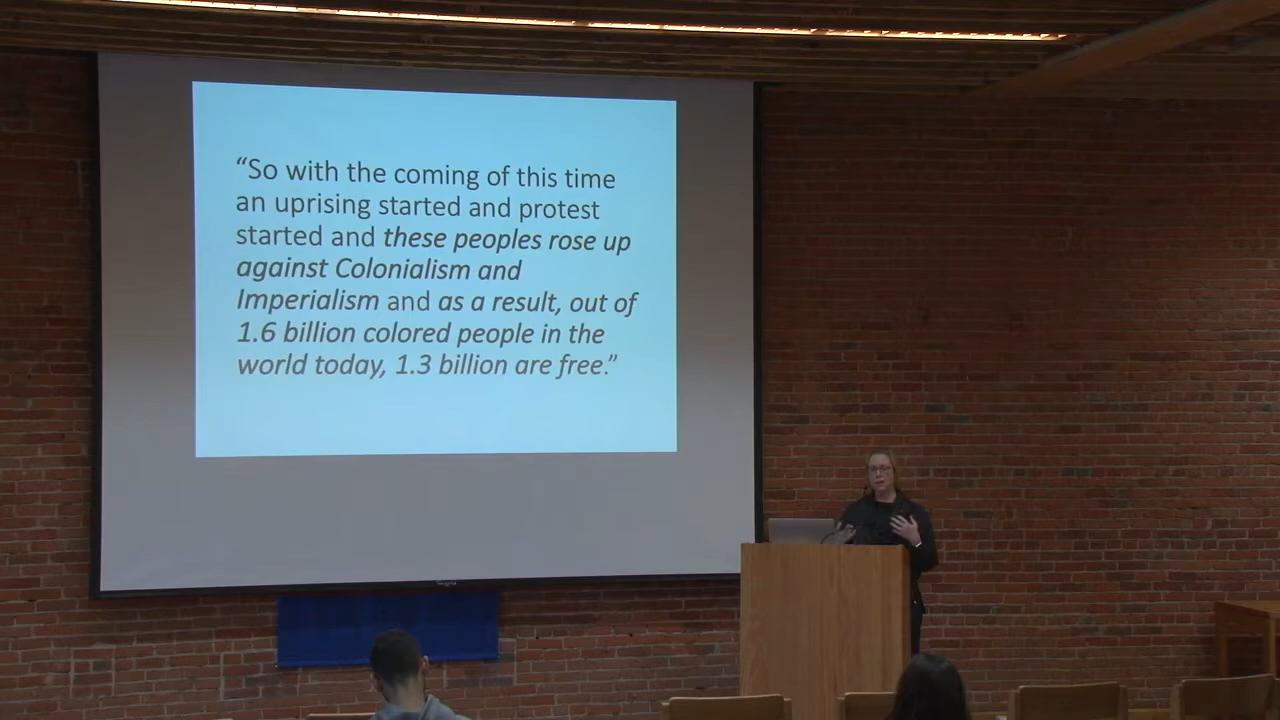 “So with the coming of this time
an uprising started and protest
started and these peoples rose up
against Colonialism and
Imperialism and as a result, out of
1.6 billion colored people in the
world today, 1.3 billion are free.”